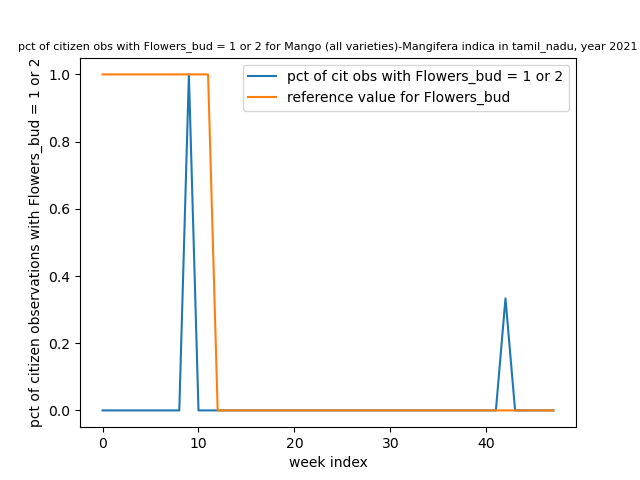 pct of citizen obs with Flowers_bud = 1 or 2 for Mango (all varieties)-Mangifera indica in tamil_nadu, year 2021
pct of cit obs with Flowers_bud = 1 or 2
reference value for Flowers_bud
pct of citizen observations with Flowers_bud = 1 or 2
1.0
0.8
0.6
0.4
0.2
0.0
0 10 20 30 40
week index